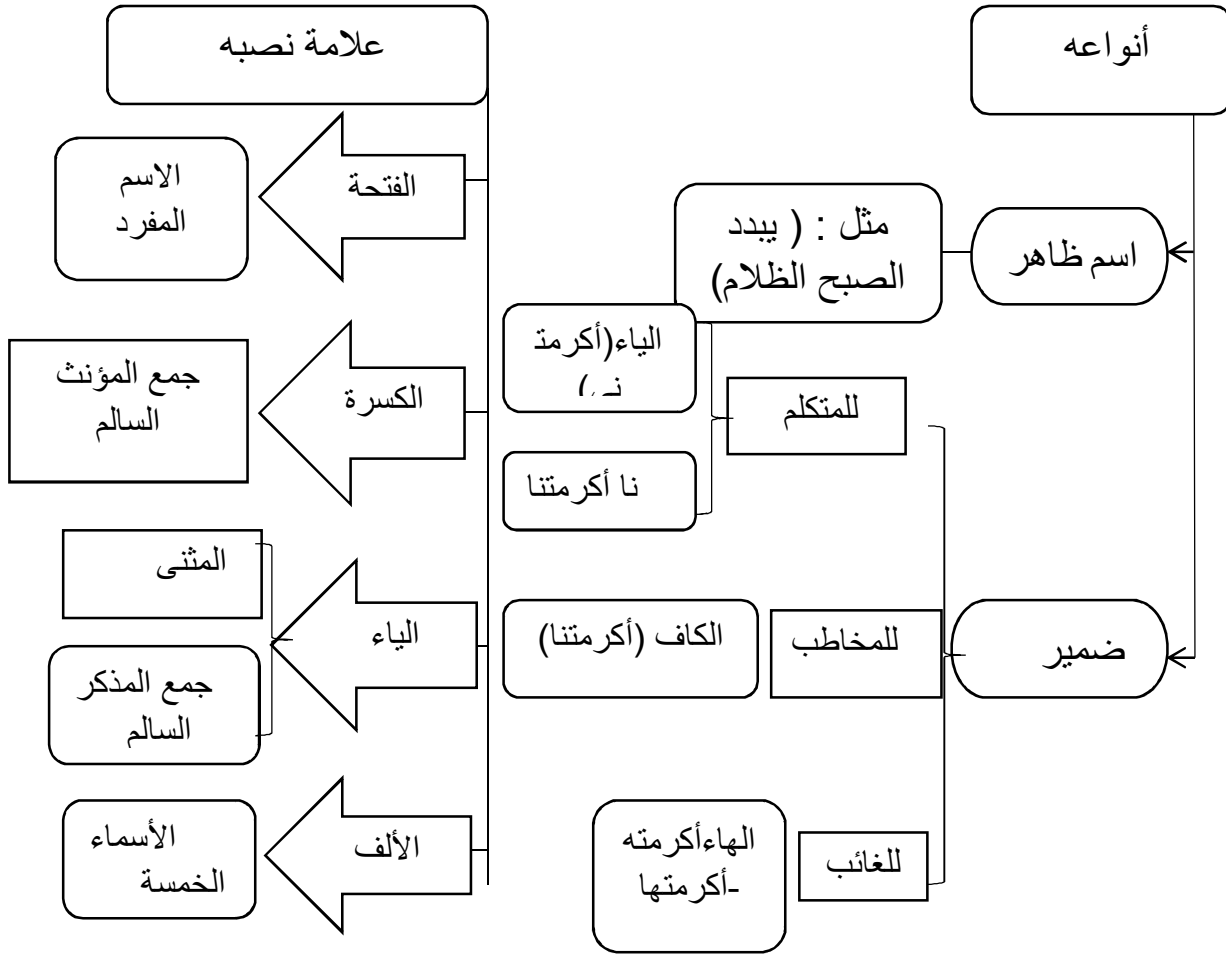 أنواعه
اسم ظاهر
مثل : ( يبدد
الصبح الظلام)
ضمير
للمتكلم
الياء(أكرمتـ
ني)
نا أكرمتنا
للمخاطب
الكاف (أكرمتنا)
للغائب
الهاءأكرمته
-أكرمتها
علامة نصبه
الفتحة
الاسم
المفرد
الكسرة
جمع المؤنث
السالم
الياء
المثنى
جمع المذكر
السالم
الألف
الأسماء
الخمسة